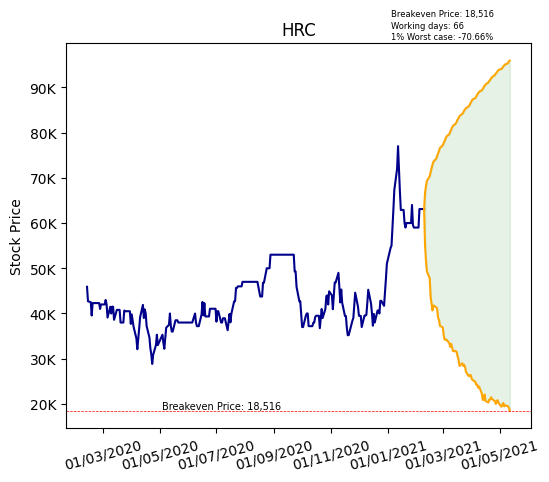 Breakeven Price: 18,516
Working days: 66
1% Worst case: -70.66%
HRC
Stock Price
90K
80K
70K
60K
50K
40K
30K
20K
Breakeven Price: 18,516
01/03/2020
01/05/2020
01/07/2020
01/09/2020
01/11/2020
01/01/2021
01/03/2021
01/05/2021